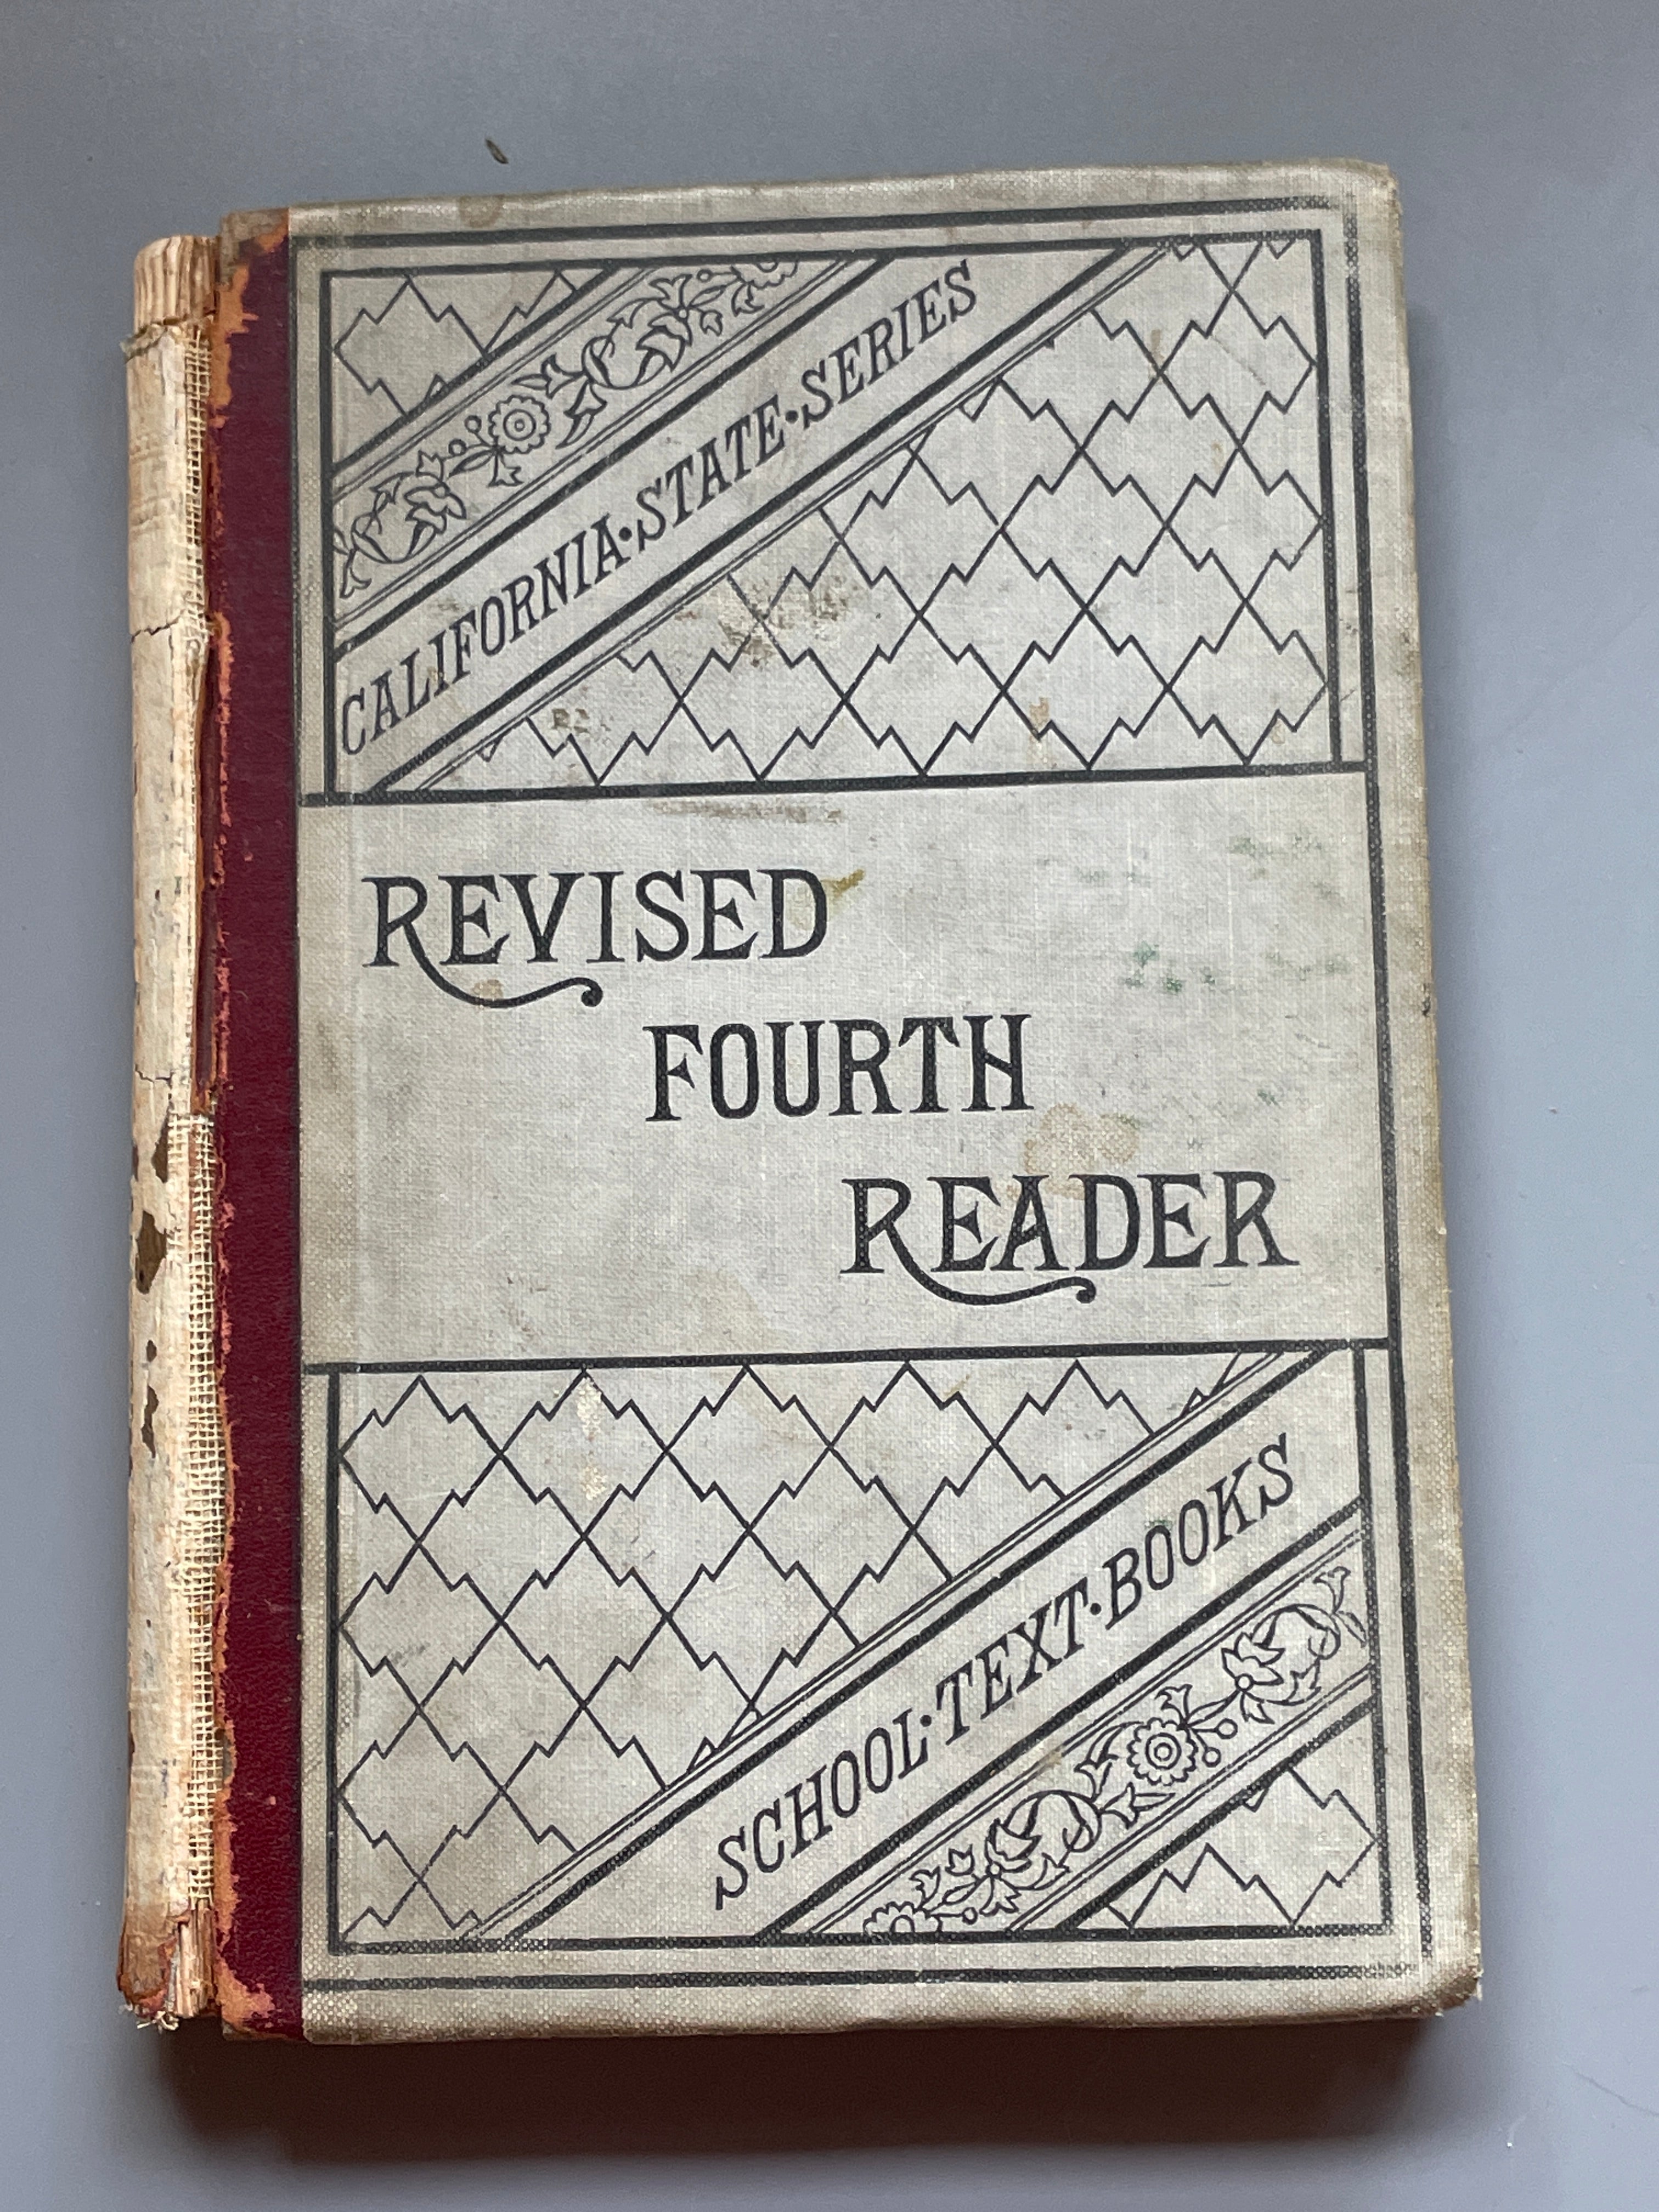 CALIFORNIA·STATE·SERIES
REVISED
FOURTH
READER
SCHOOL·TEXT·BOOKS